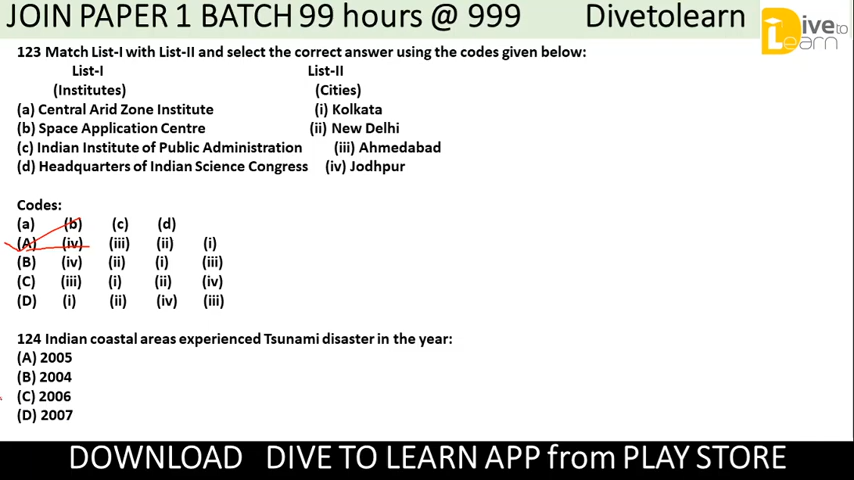 JOIN PAPER 1 BATCH 99 hours @ 999 Divetolearn
Dive to Learn
123 Match List-I with List-II and select the correct answer using the codes given below:
List-I List-II
(Institutes) (Cities)
(a) Central Arid Zone Institute (i) Kolkata
(b) Space Application Centre (ii) New Delhi
(c) Indian Institute of Public Administration (iii) Ahmedabad
(d) Headquarters of Indian Science Congress (iv) Jodhpur
Codes:
(a) (b) (c) (d)
(A) (iv) (iii) (ii) (i)
(B) (iv) (ii) (i) (iii)
(C) (iii) (i) (ii) (iv)
(D) (i) (ii) (iv) (iii)
124 Indian coastal areas experienced Tsunami disaster in the year:
(A) 2005
(B) 2004
(C) 2006
(D) 2007
DOWNLOAD DIVE TO LEARN APP from PLAY STORE